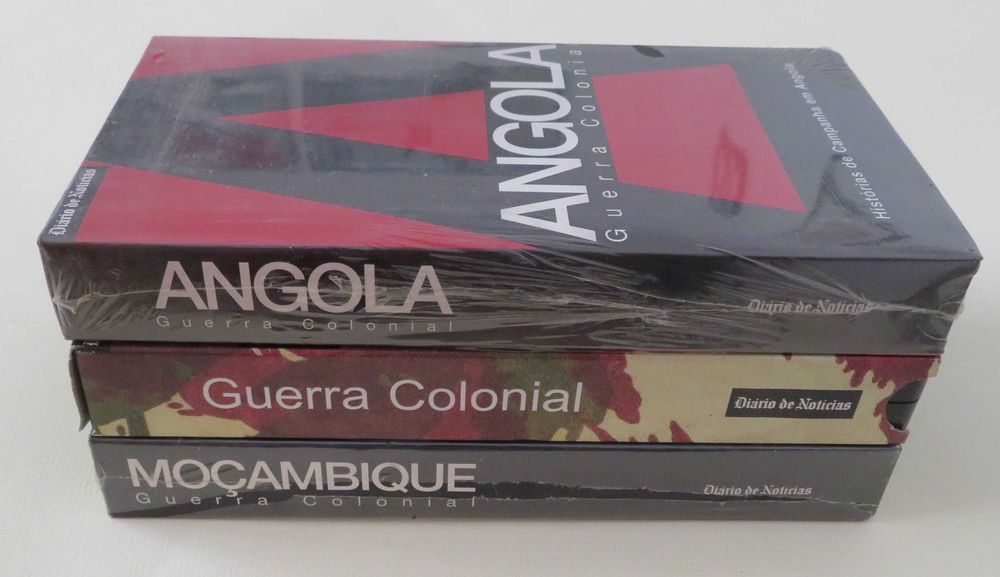 Diário de Notícias
ANGOLA
Guerra Colonial
Histórias de Campanha em Angola
ANGOLA
Guerra Colonial
Diário de Notícias
Guerra Colonial
Diário de Notícias
MOÇAMBIQUE
Guerra Colonial
Diário de Notícias